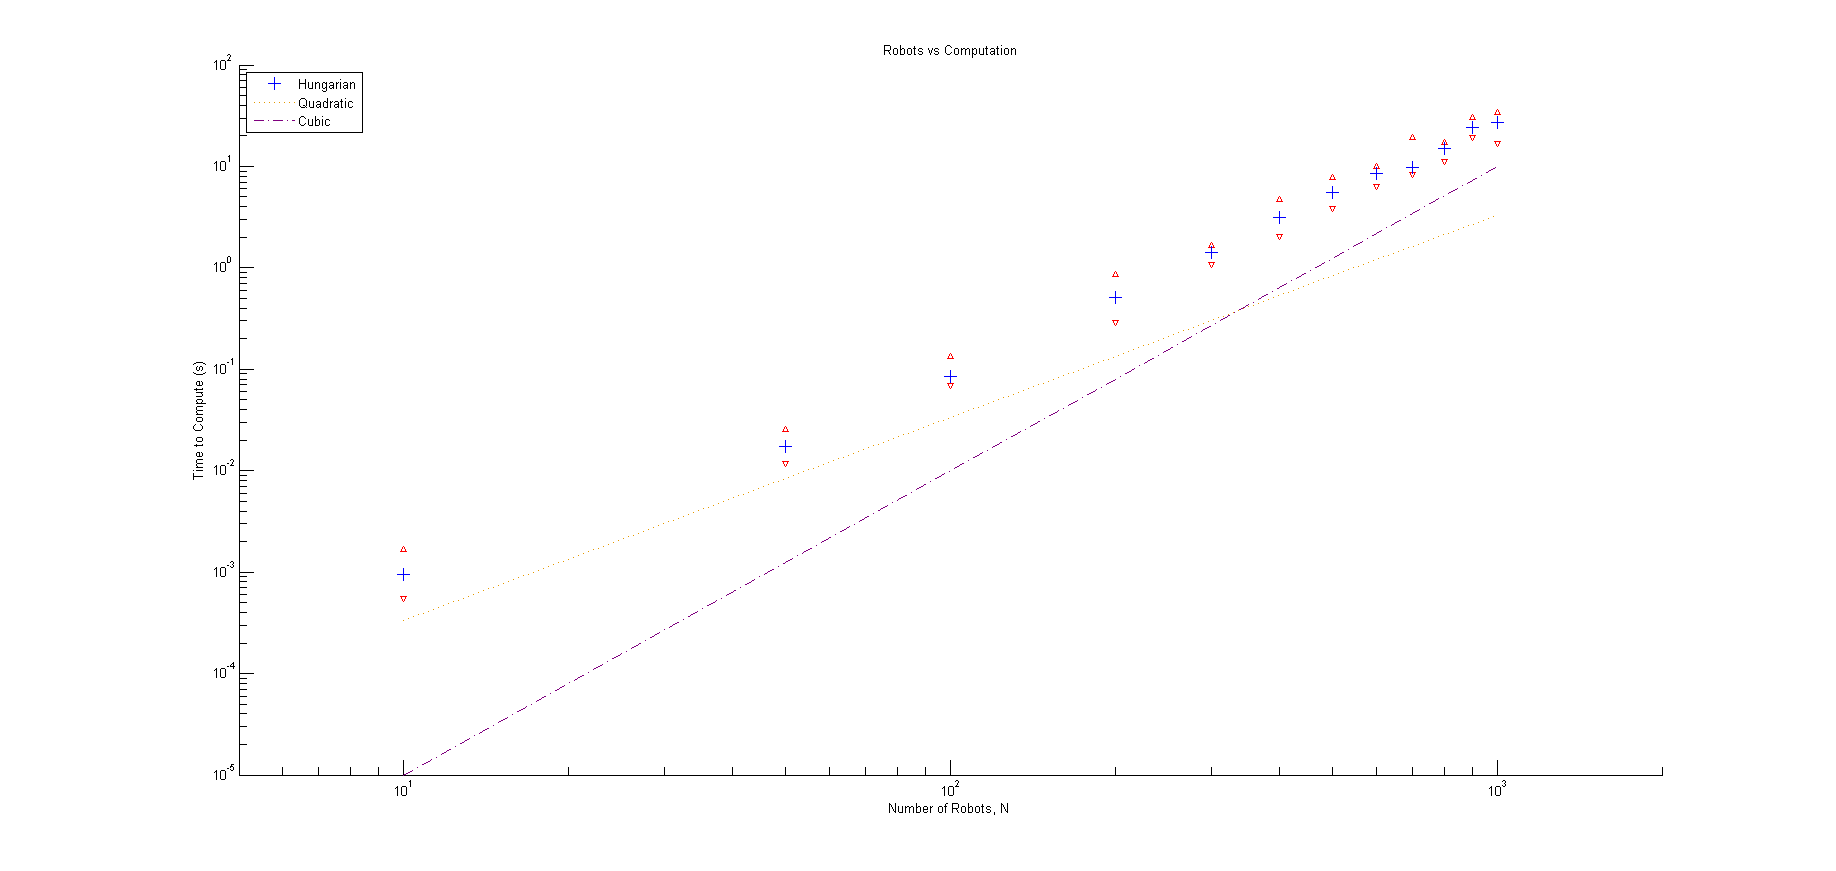 Robots vs Computation
Hungarian
Quadratic
Cubic
10^2
10^1
10^0
10^-1
10^-2
10^-3
10^-4
10^-5
Time to Compute (s)
10^1 10^2 10^3
Number of Robots, N